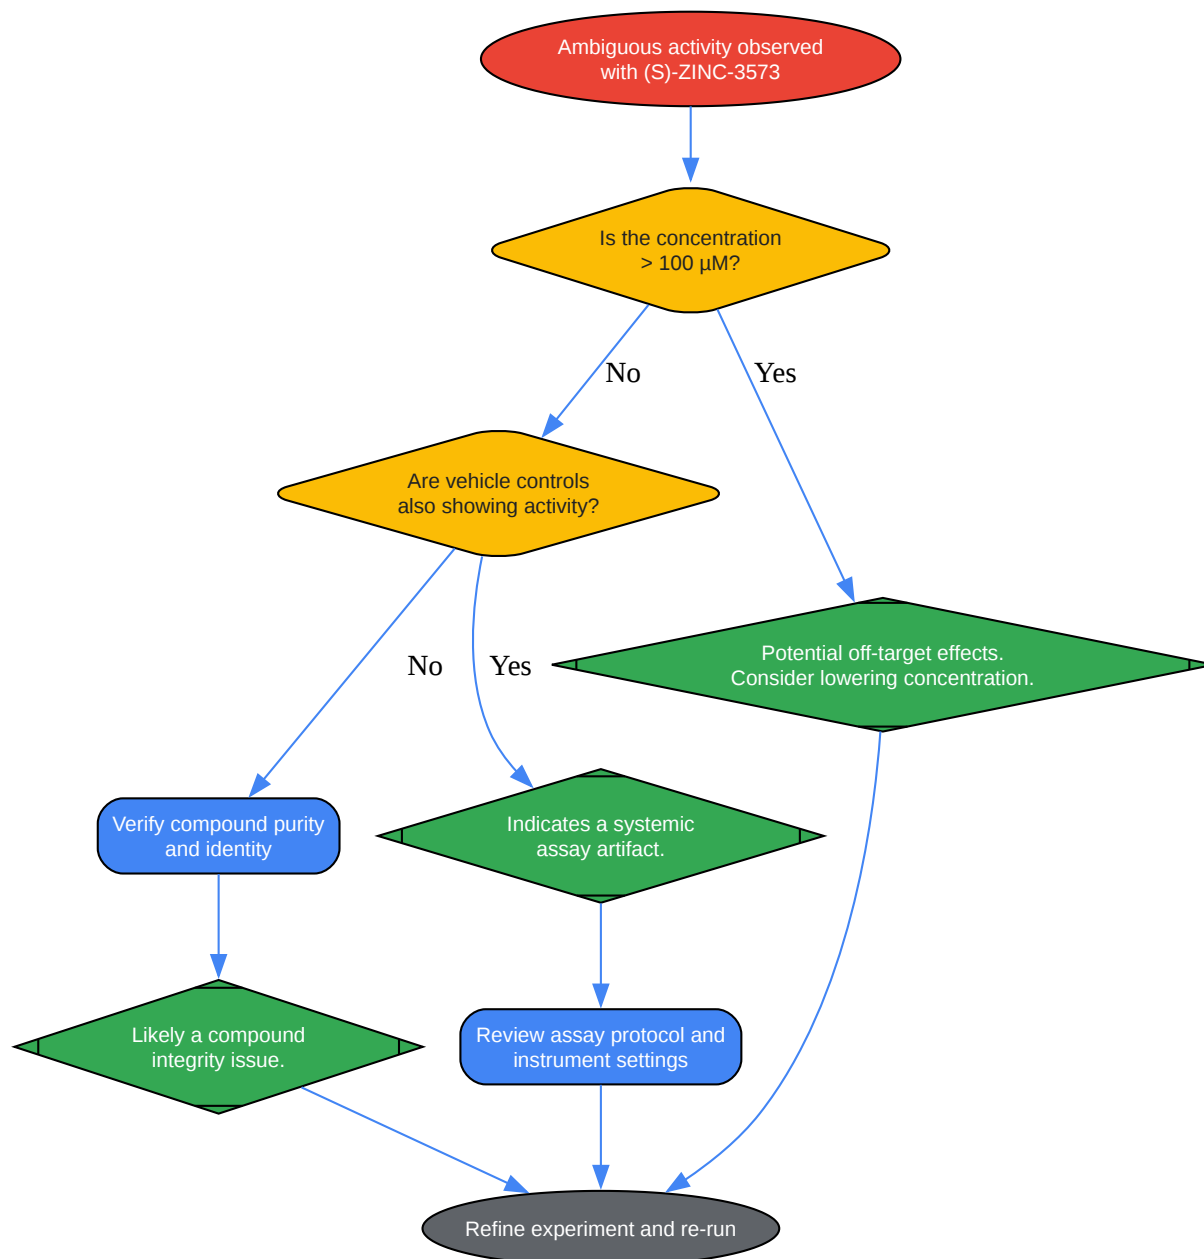 Ambiguous activity observed
with (S)-ZINC-3573
Is the concentration
> 100 µM?
No
Yes
Are vehicle controls
also showing activity?
No
Yes
Potential off-target effects.
Consider lowering concentration.
Verify compound purity
and identity
Indicates a systemic
assay artifact.
Likely a compound
integrity issue.
Review assay protocol and
instrument settings
Refine experiment and re-run